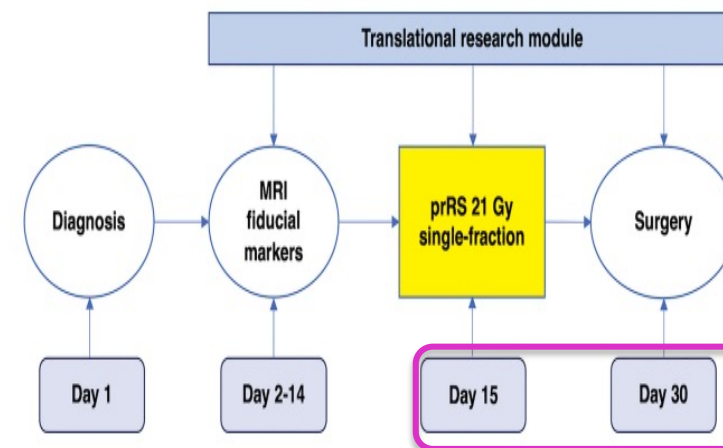 Translational research module
Diagnosis
MRI
fiducial
markers
prRS 21 Gy
single-fraction
Surgery
Day 1
Day 2-14
Day 15
Day 30